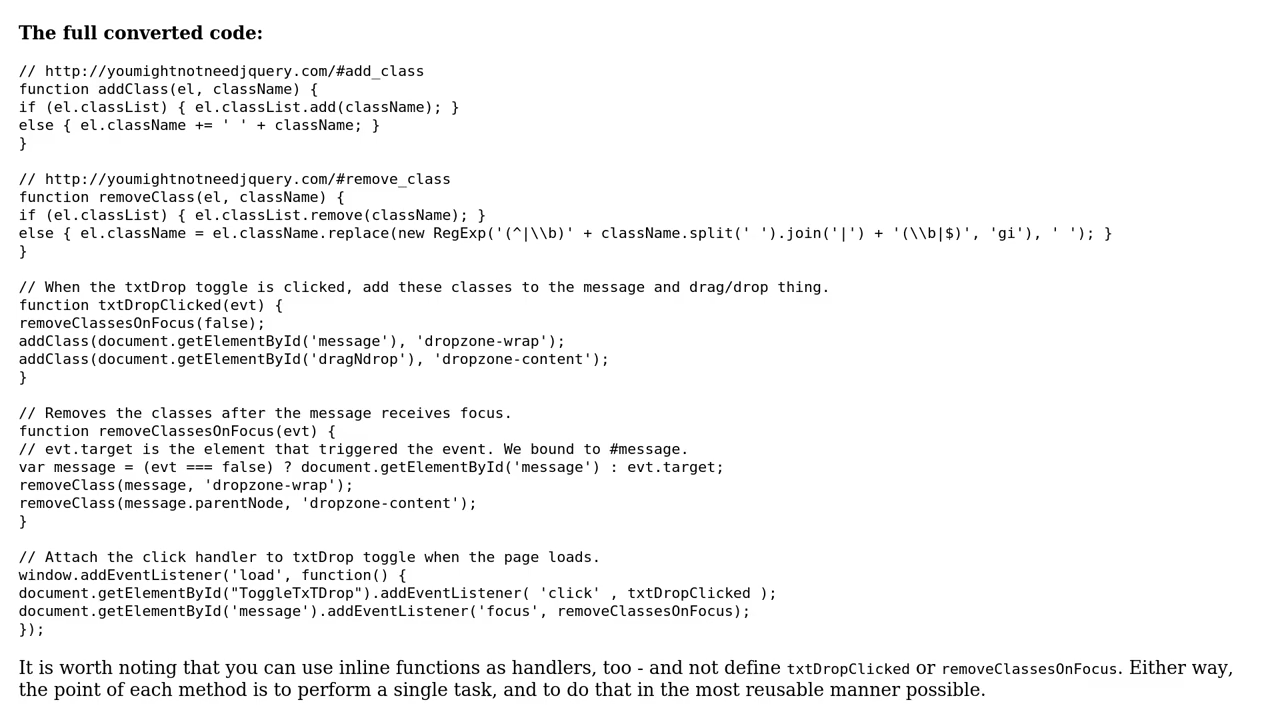 The full converted code:
// http://youmightnotneedjquery.com/#add_class
function addClass(el, className) {
if (el.classList) { el.classList.add(className); }
else { el.className += ' ' + className; }
}
// http://youmightnotneedjquery.com/#remove_class
function removeClass(el, className) {
if (el.classList) { el.classList.remove(className); }
else { el.className = el.className.replace(new RegExp('(^|\\b)' + className.split(' ').join('|') + '(\\b|$)', 'gi'), ' '); }
}
// When the txtDrop toggle is clicked, add these classes to the message and drag/drop thing.
function txtDropClicked(evt) {
removeClassesOnFocus(false);
addClass(document.getElementById('message'), 'dropzone-wrap');
addClass(document.getElementById('dragNdrop'), 'dropzone-content');
}
// Removes the classes after the message receives focus.
function removeClassesOnFocus(evt) {
// evt.target is the element that triggered the event. We bound to #message.
var message = (evt === false) ? document.getElementById('message') : evt.target;
removeClass(message, 'dropzone-wrap');
removeClass(message.parentNode, 'dropzone-content');
}
// Attach the click handler to txtDrop toggle when the page loads.
window.addEventListener('load', function() {
document.getElementById("ToggleTxTDrop").addEventListener( 'click' , txtDropClicked );
document.getElementById('message').addEventListener('focus', removeClassesOnFocus);
});
It is worth noting that you can use inline functions as handlers, too - and not define txtDropClicked or removeClassesOnFocus. Either way,
the point of each method is to perform a single task, and to do that in the most reusable manner possible.